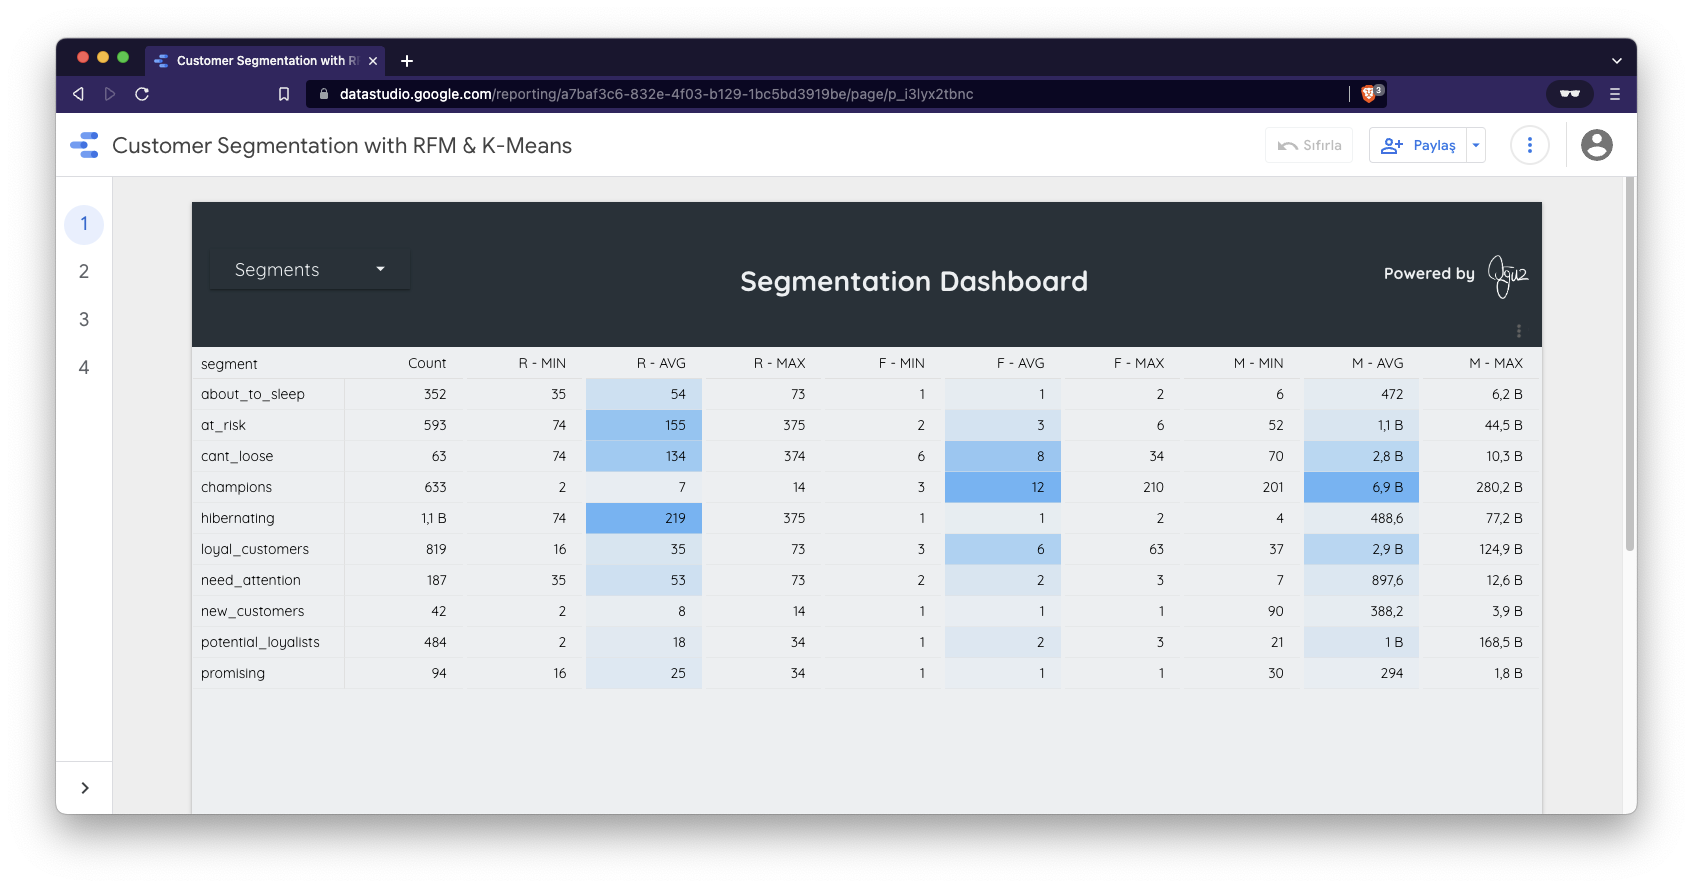 Customer Segmentation with R
datastudio.google.com/reporting/a7baf3c6-832e-4f03-b129-1bc5bd3919be/page/p_i3lyx2tbnc
3
Customer Segmentation with RFM & K-Means
Sıfırla
Paylaş
1
2
3
4
Segments
Segmentation Dashboard
Powered by Oguz
segment Count R - MIN R - AVG R - MAX F - MIN F - AVG F - MAX M - MIN M - AVG M - MAX
about_to_sleep 352 35 54 73 1 1 2 6 472 6,2 B
at_risk 593 74 155 375 2 3 6 52 1,1 B 44,5 B
cant_loose 63 74 134 374 6 8 34 70 2,8 B 10,3 B
champions 633 2 7 14 3 12 210 201 6,9 B 280,2 B
hibernating 1,1 B 74 219 375 1 1 2 4 488,6 77,2 B
loyal_customers 819 16 35 73 3 6 63 37 2,9 B 124,9 B
need_attention 187 35 53 73 2 2 3 7 897,6 12,6 B
new_customers 42 2 8 14 1 1 1 90 388,2 3,9 B
potential_loyalists 484 2 18 34 1 2 3 21 1 B 168,5 B
promising 94 16 25 34 1 1 1 30 294 1,8 B